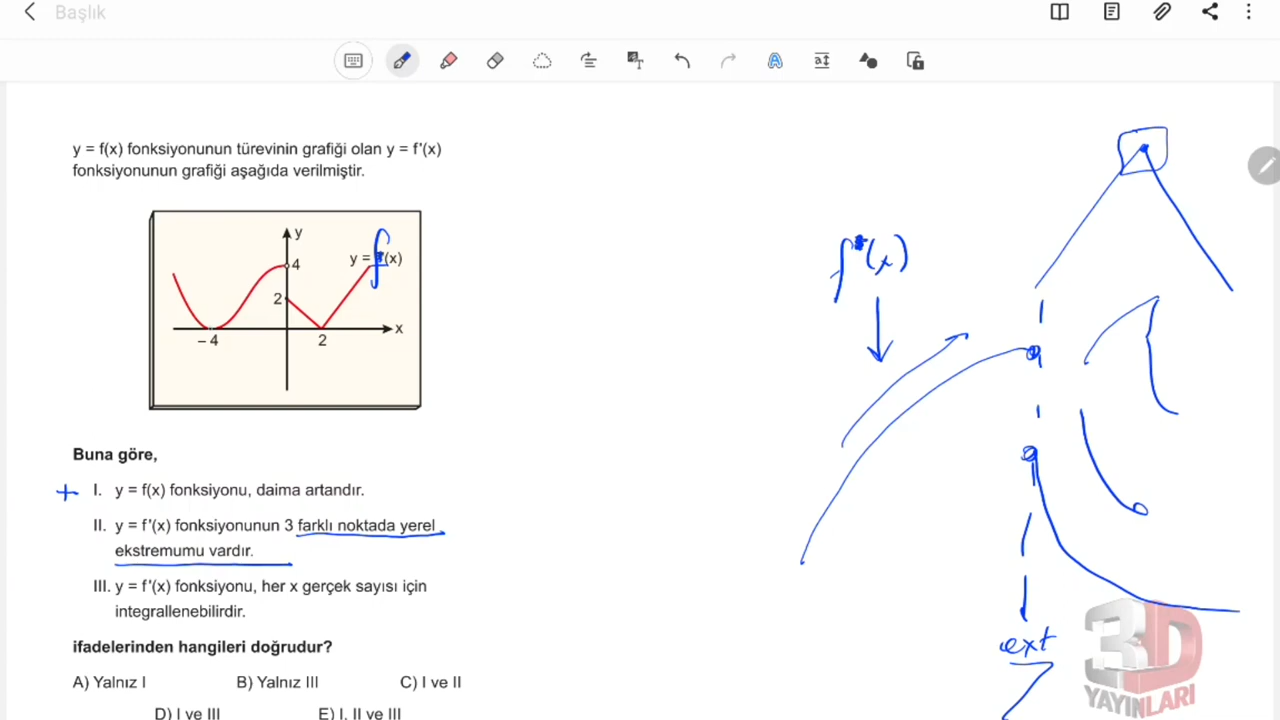 Başlık
y = f(x) fonksiyonunun türevinin grafiği olan y = f'(x)
fonksiyonunun grafiği aşağıda verilmiştir.
y
4
y = f(x)
2
x
– 4
2
f'(x)
Buna göre,
+ I. y = f(x) fonksiyonu, daima artandır.
II. y = f'(x) fonksiyonunun 3 farklı noktada yerel
ekstremumu vardır.
III. y = f'(x) fonksiyonu, her x gerçek sayısı için
integrallenebilirdir.
ifadelerinden hangileri doğrudur?
A) Yalnız I B) Yalnız III C) I ve II
D) I ve III E) I, II ve III
ext
3D
YAYINLARI